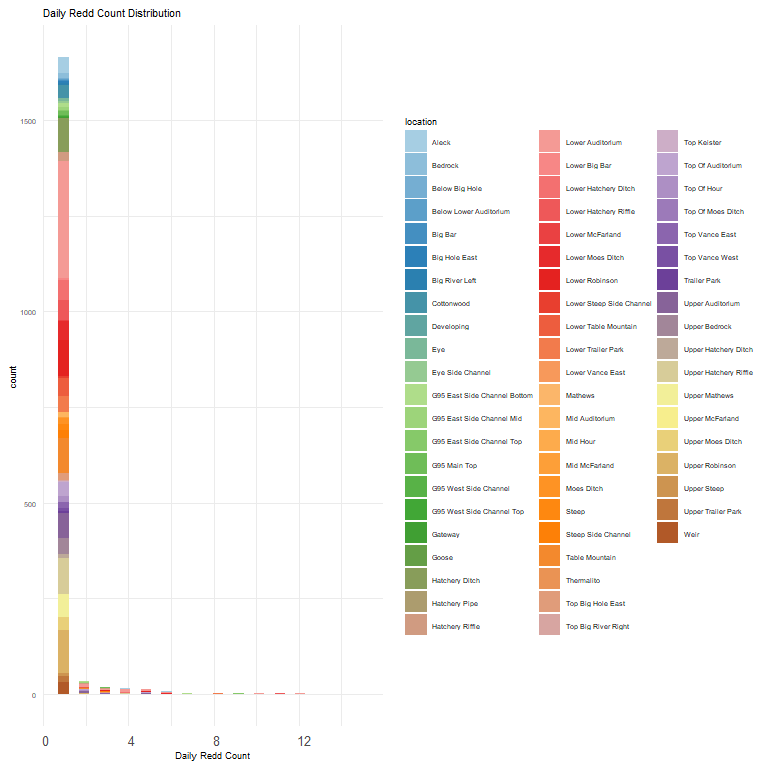 Daily Redd Count Distribution
count
1500
1000
500
0
0 4 8 12
Daily Redd Count
location
Aleck
Bedrock
Below Big Hole
Below Lower Auditorium
Big Bar
Big Hole East
Big River Left
Cottonwood
Developing
Eye
Eye Side Channel
G95 East Side Channel Bottom
G95 East Side Channel Mid
G95 East Side Channel Top
G95 Main Top
G95 West Side Channel
G95 West Side Channel Top
Gateway
Goose
Hatchery Ditch
Hatchery Pipe
Hatchery Riffle
Lower Auditorium
Lower Big Bar
Lower Hatchery Ditch
Lower Hatchery Riffle
Lower McFarland
Lower Moes Ditch
Lower Robinson
Lower Steep Side Channel
Lower Table Mountain
Lower Trailer Park
Lower Vance East
Mathews
Mid Auditorium
Mid Hour
Mid McFarland
Moes Ditch
Steep
Steep Side Channel
Table Mountain
Thermalito
Top Big Hole East
Top Big River Right
Top Keister
Top Of Auditorium
Top Of Hour
Top Of Moes Ditch
Top Vance East
Top Vance West
Trailer Park
Upper Auditorium
Upper Bedrock
Upper Hatchery Ditch
Upper Hatchery Riffle
Upper Mathews
Upper McFarland
Upper Moes Ditch
Upper Robinson
Upper Steep
Upper Trailer Park
Weir